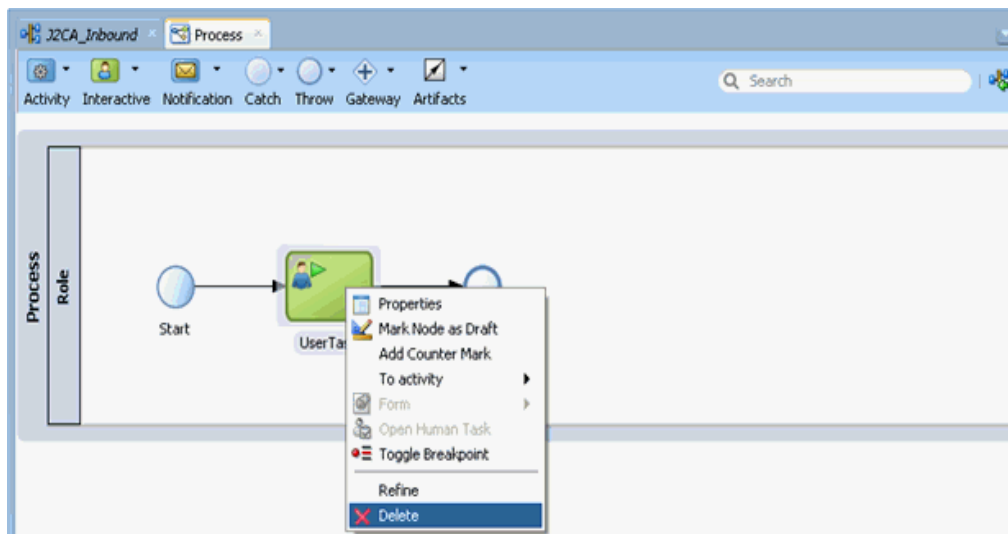 J2CA_Inbound Process
Activity Interactive Notification Catch Throw Gateway Artifacts
Search
Process
Role
Start
UserTas
Properties
Mark Node as Draft
Add Counter Mark
To activity
Form
Open Human Task
Toggle Breakpoint
Refine
Delete